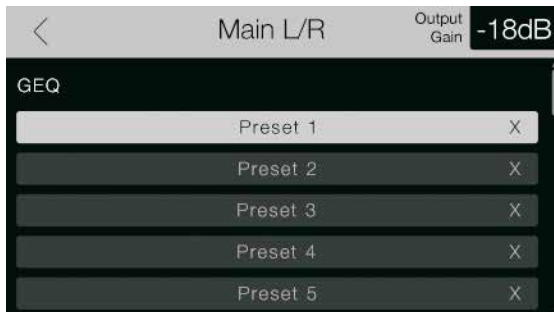 Main L/R
Output
Gain
-18dB
GEQ
Preset 1 X
Preset 2 X
Preset 3 X
Preset 4 X
Preset 5 X